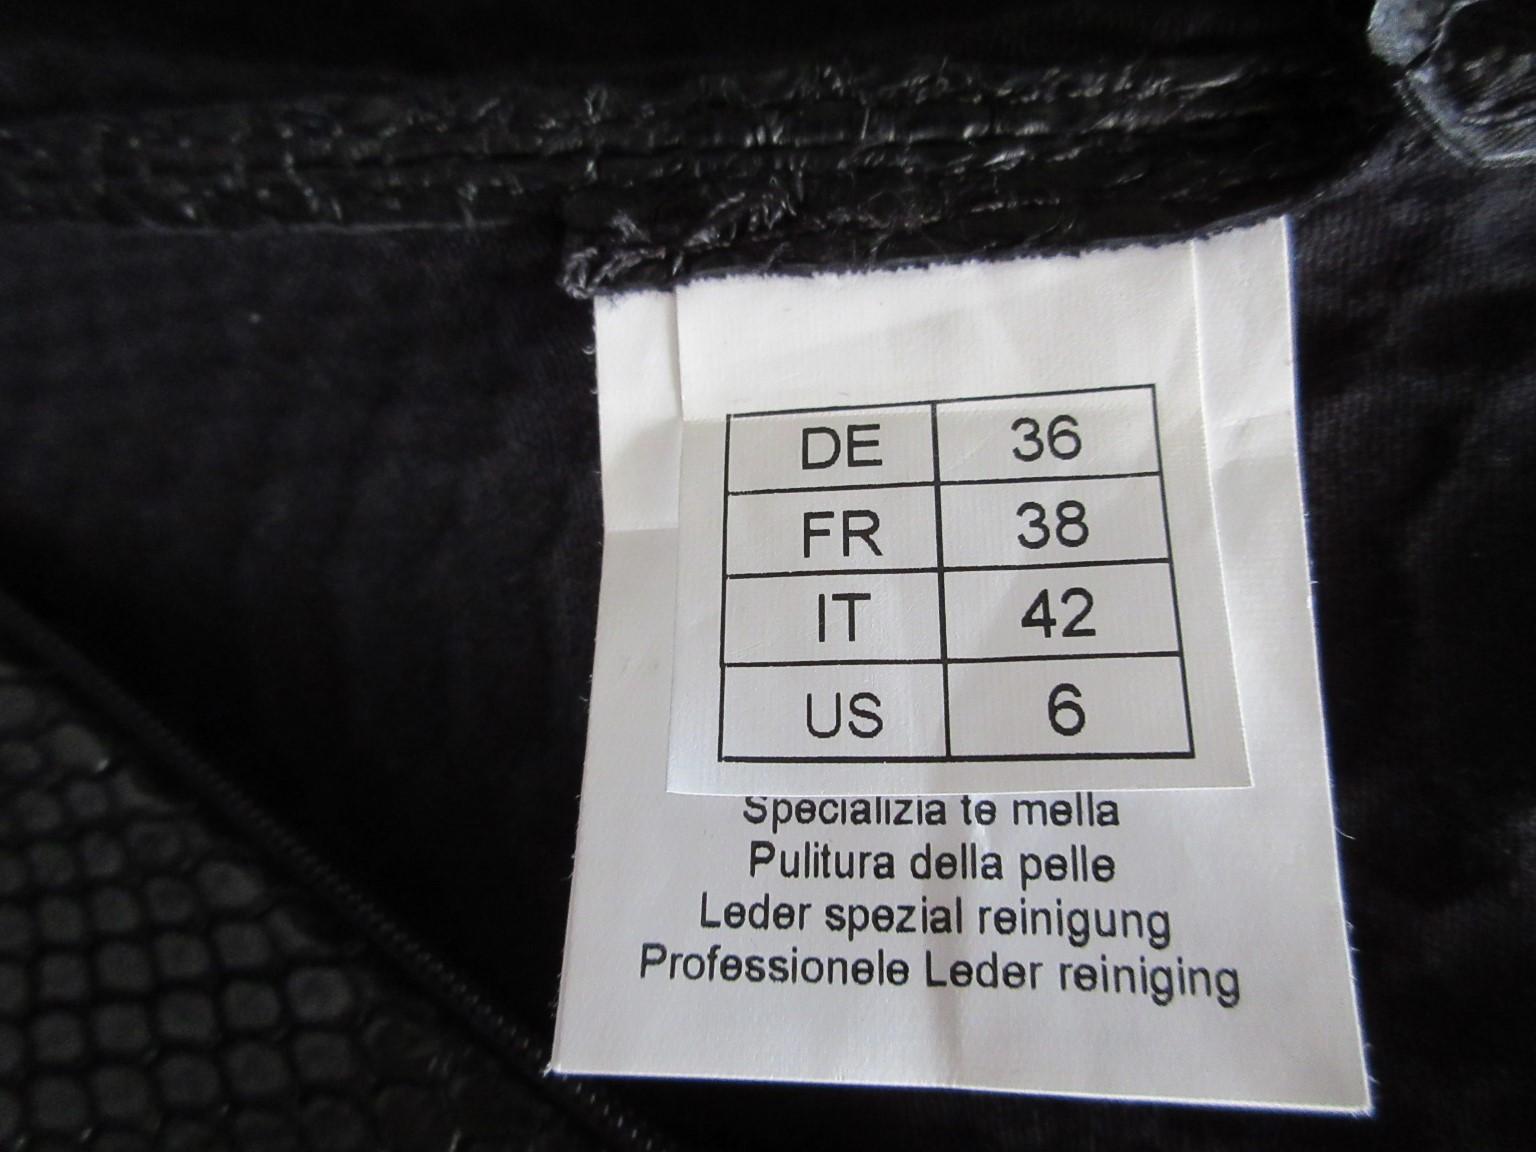 DE 36
FR 38
IT 42
US 6
Specializia te mella
Pulitura della pelle
Leder spezial reinigung
Professionele Leder reiniging